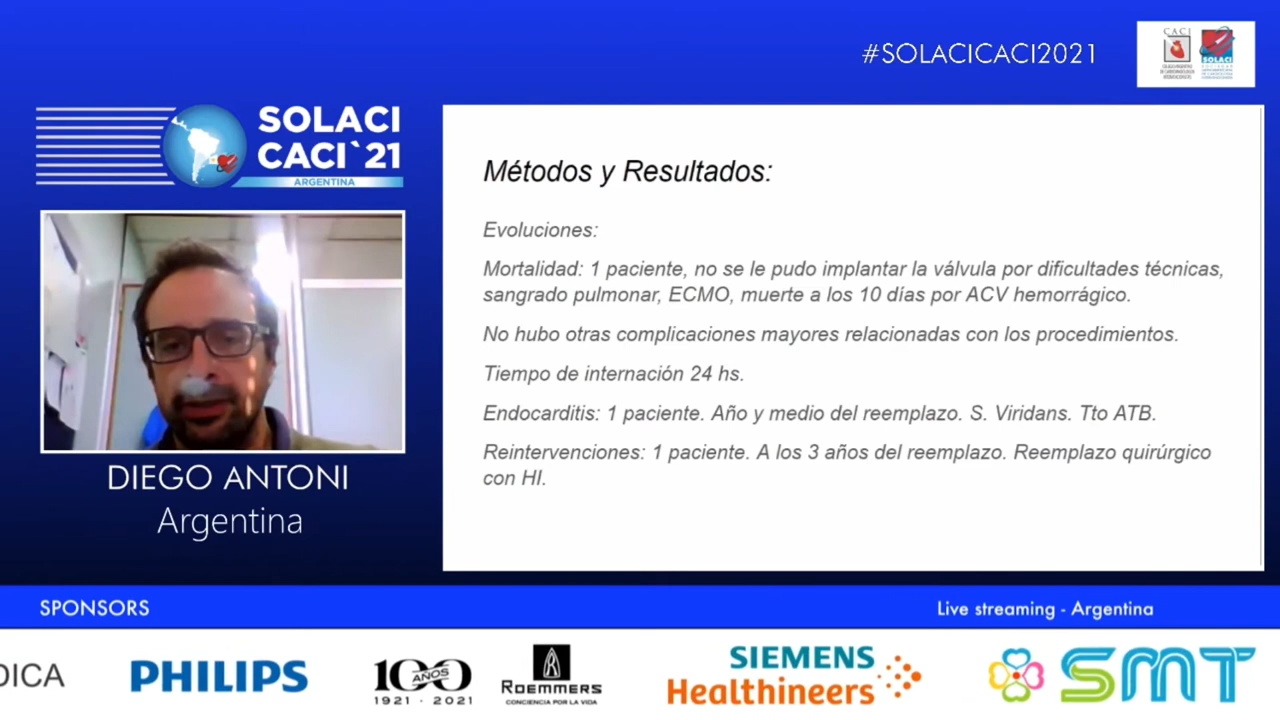 #SOLACICACI2021
CACI
SOLACI
SOLACI
CACI`21
ARGENTINA
Métodos y Resultados:
Evoluciones:
Mortalidad: 1 paciente, no se le pudo implantar la válvula por dificultades técnicas,
sangrado pulmonar, ECMO, muerte a los 10 días por ACV hemorrágico.
No hubo otras complicaciones mayores relacionadas con los procedimientos.
Tiempo de internación 24 hs.
Endocarditis: 1 paciente. Año y medio del reemplazo. S. Viridans. Tto ATB.
Reintervenciones: 1 paciente. A los 3 años del reemplazo. Reemplazo quirúrgico
con HI.
DIEGO ANTONI
Argentina
SPONSORS
Live streaming - Argentina
DICA
PHILIPS
100
AÑOS
1921 - 2021
ROEMMERS
CONCIENCIA POR LA VIDA
SIEMENS
Healthineers
SMT